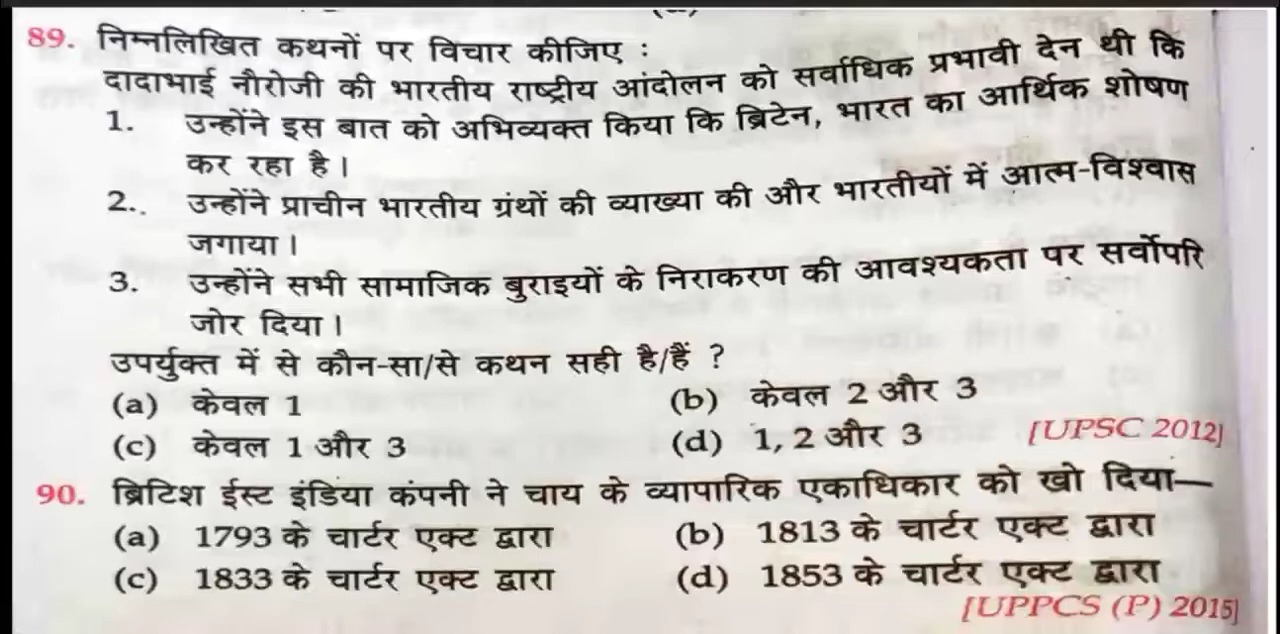 89. निम्नलिखित कथनों पर विचार कीजिए :
दादाभाई नौरोजी की भारतीय राष्ट्रीय आंदोलन को सर्वाधिक प्रभावी देन थी कि
1. उन्होंने इस बात को अभिव्यक्त किया कि ब्रिटेन, भारत का आर्थिक शोषण
कर रहा है।
2. उन्होंने प्राचीन भारतीय ग्रंथों की व्याख्या की और भारतीयों में आत्म-विश्वास
जगाया।
3. उन्होंने सभी सामाजिक बुराइयों के निराकरण की आवश्यकता पर सर्वोपरि
जोर दिया।
उपर्युक्त में से कौन-सा/से कथन सही है/हैं ?
(a) केवल 1 (b) केवल 2 और 3
(c) केवल 1 और 3 (d) 1, 2 और 3 [UPSC 2012]
90. ब्रिटिश ईस्ट इंडिया कंपनी ने चाय के व्यापारिक एकाधिकार को खो दिया—
(a) 1793 के चार्टर एक्ट द्वारा (b) 1813 के चार्टर एक्ट द्वारा
(c) 1833 के चार्टर एक्ट द्वारा (d) 1853 के चार्टर एक्ट द्वारा
[UPPCS (P) 2015]